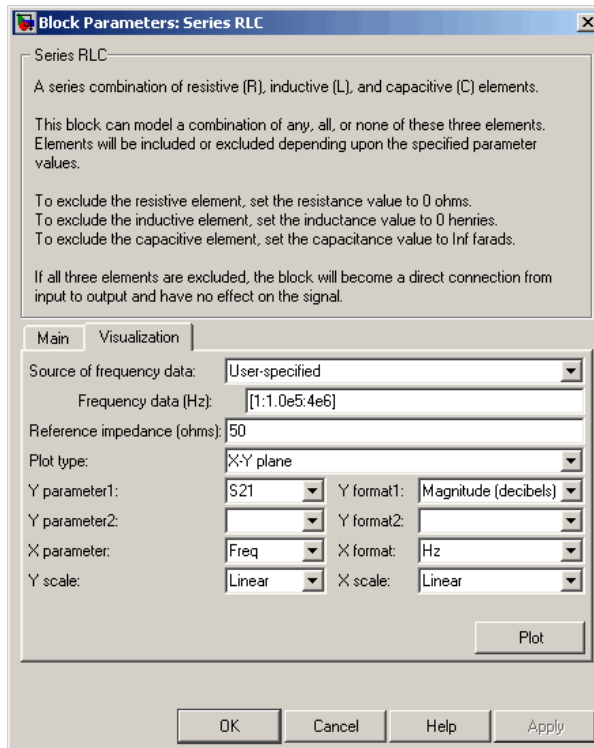 Block Parameters: Series RLC
Series RLC
A series combination of resistive (R), inductive (L), and capacitive (C) elements.
This block can model a combination of any, all, or none of these three elements.
Elements will be included or excluded depending upon the specified parameter
values.
To exclude the resistive element, set the resistance value to 0 ohms.
To exclude the inductive element, set the inductance value to 0 henries.
To exclude the capacitive element, set the capacitance value to Inf farads.
If all three elements are excluded, the block will become a direct connection from
input to output and have no effect on the signal.
Main Visualization
Source of frequency data: User-specified
Frequency data (Hz): [1:1.0e5:4e6]
Reference impedance (ohms): 50
Plot type: X-Y plane
Y parameter1: S21 Y format1: Magnitude (decibels)
Y parameter2: Y format2:
X parameter: Freq X format: Hz
Y scale: Linear X scale: Linear
Plot
OK Cancel Help Apply